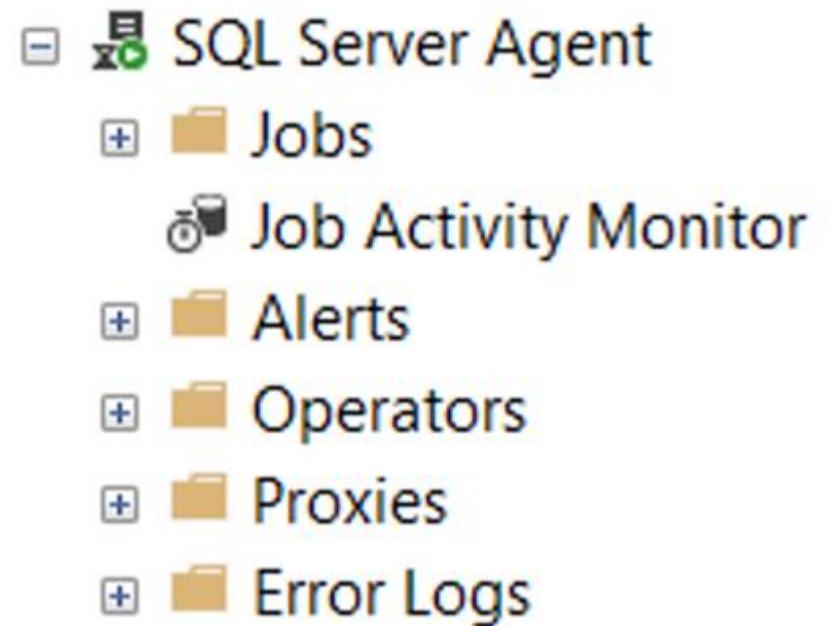 SQL Server Agent
Jobs
Job Activity Monitor
Alerts
Operators
Proxies
Error Logs